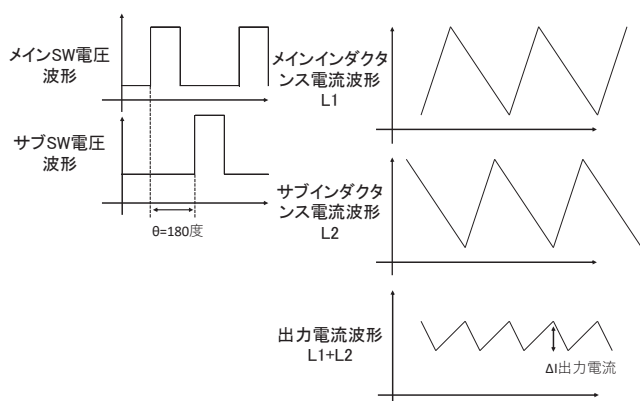 メインSW電圧
波形
サブSW電圧
波形
θ=180度
メインインダクタ
ンス電流波形
L1
サブインダクタ
ンス電流波形
L2
出力電流波形
L1+L2
ΔI出力電流